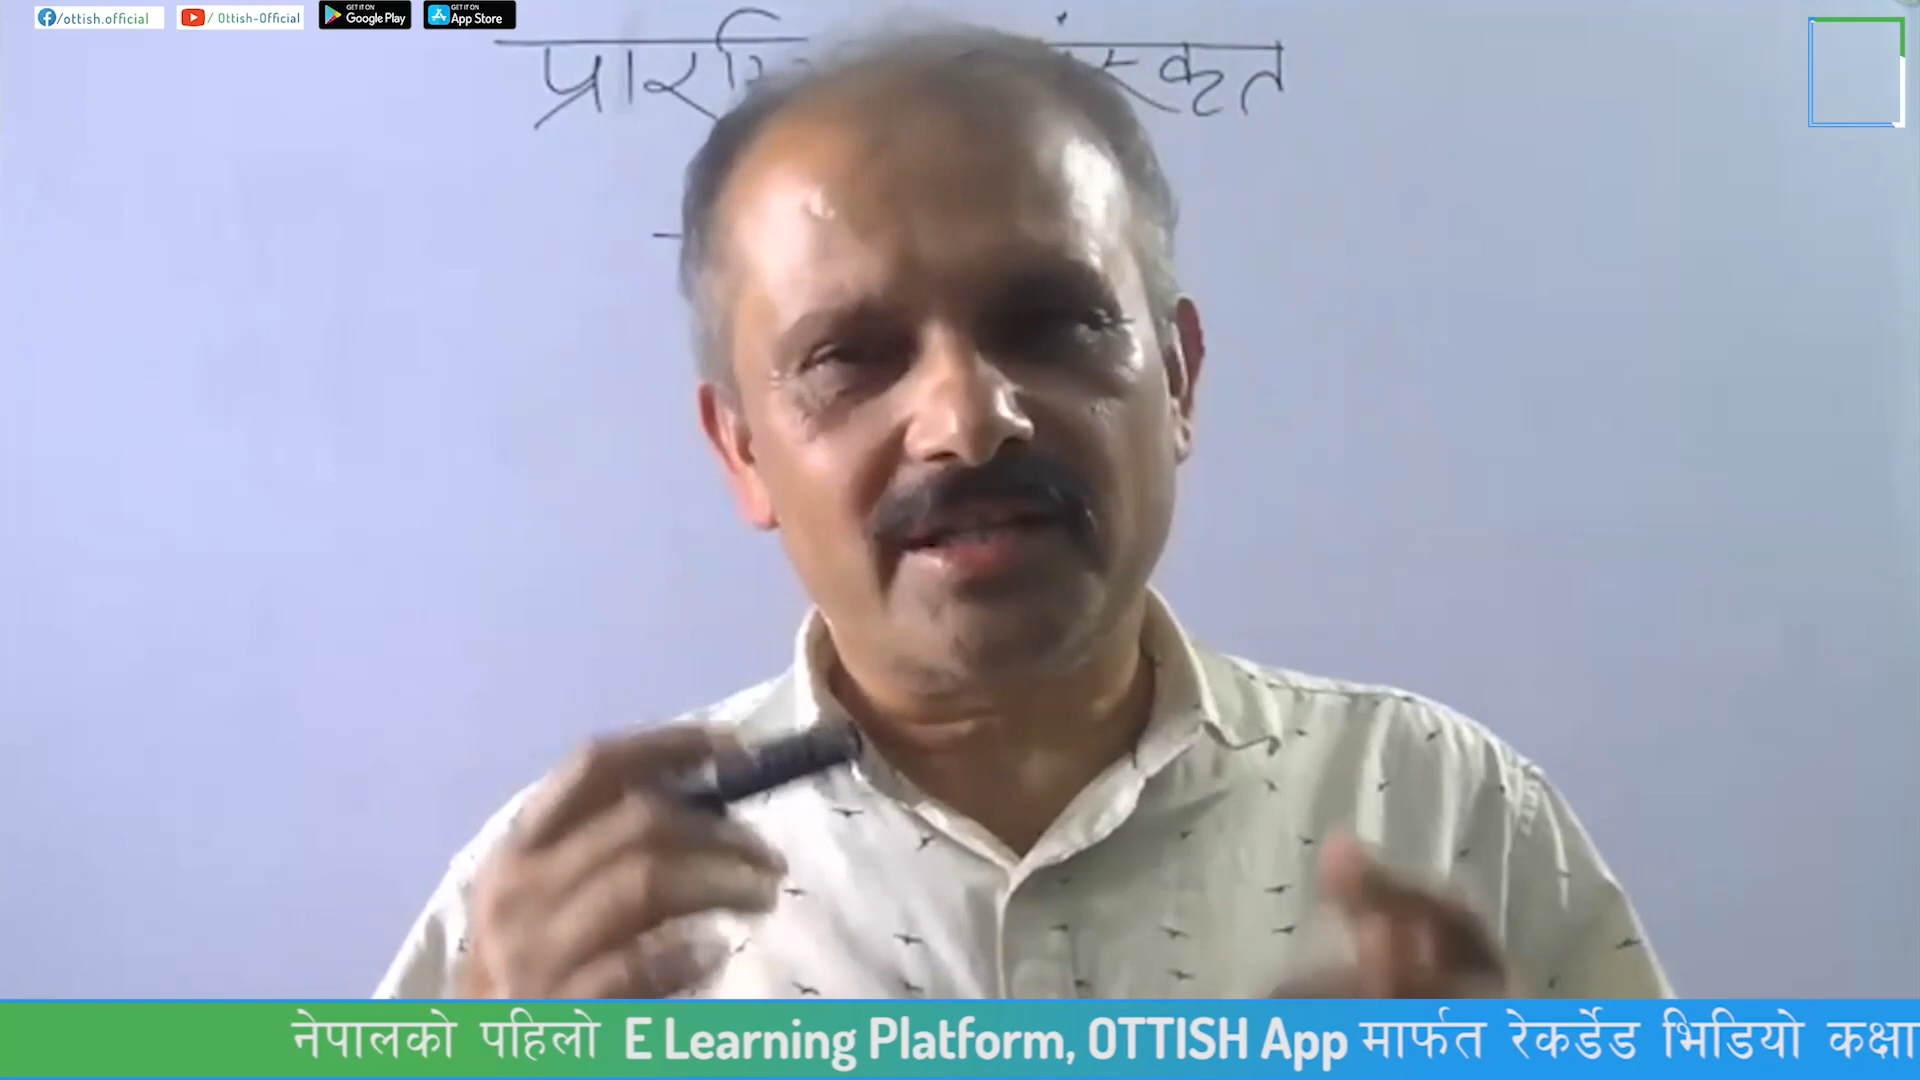 /ottish.official
/ Ottish-Official
GET IT ON
Google Play
GET IT ON
App Store
नेपालको पहिलो E Learning Platform, OTTISH App मार्फत रेकर्डेड भिडियो कक्षा